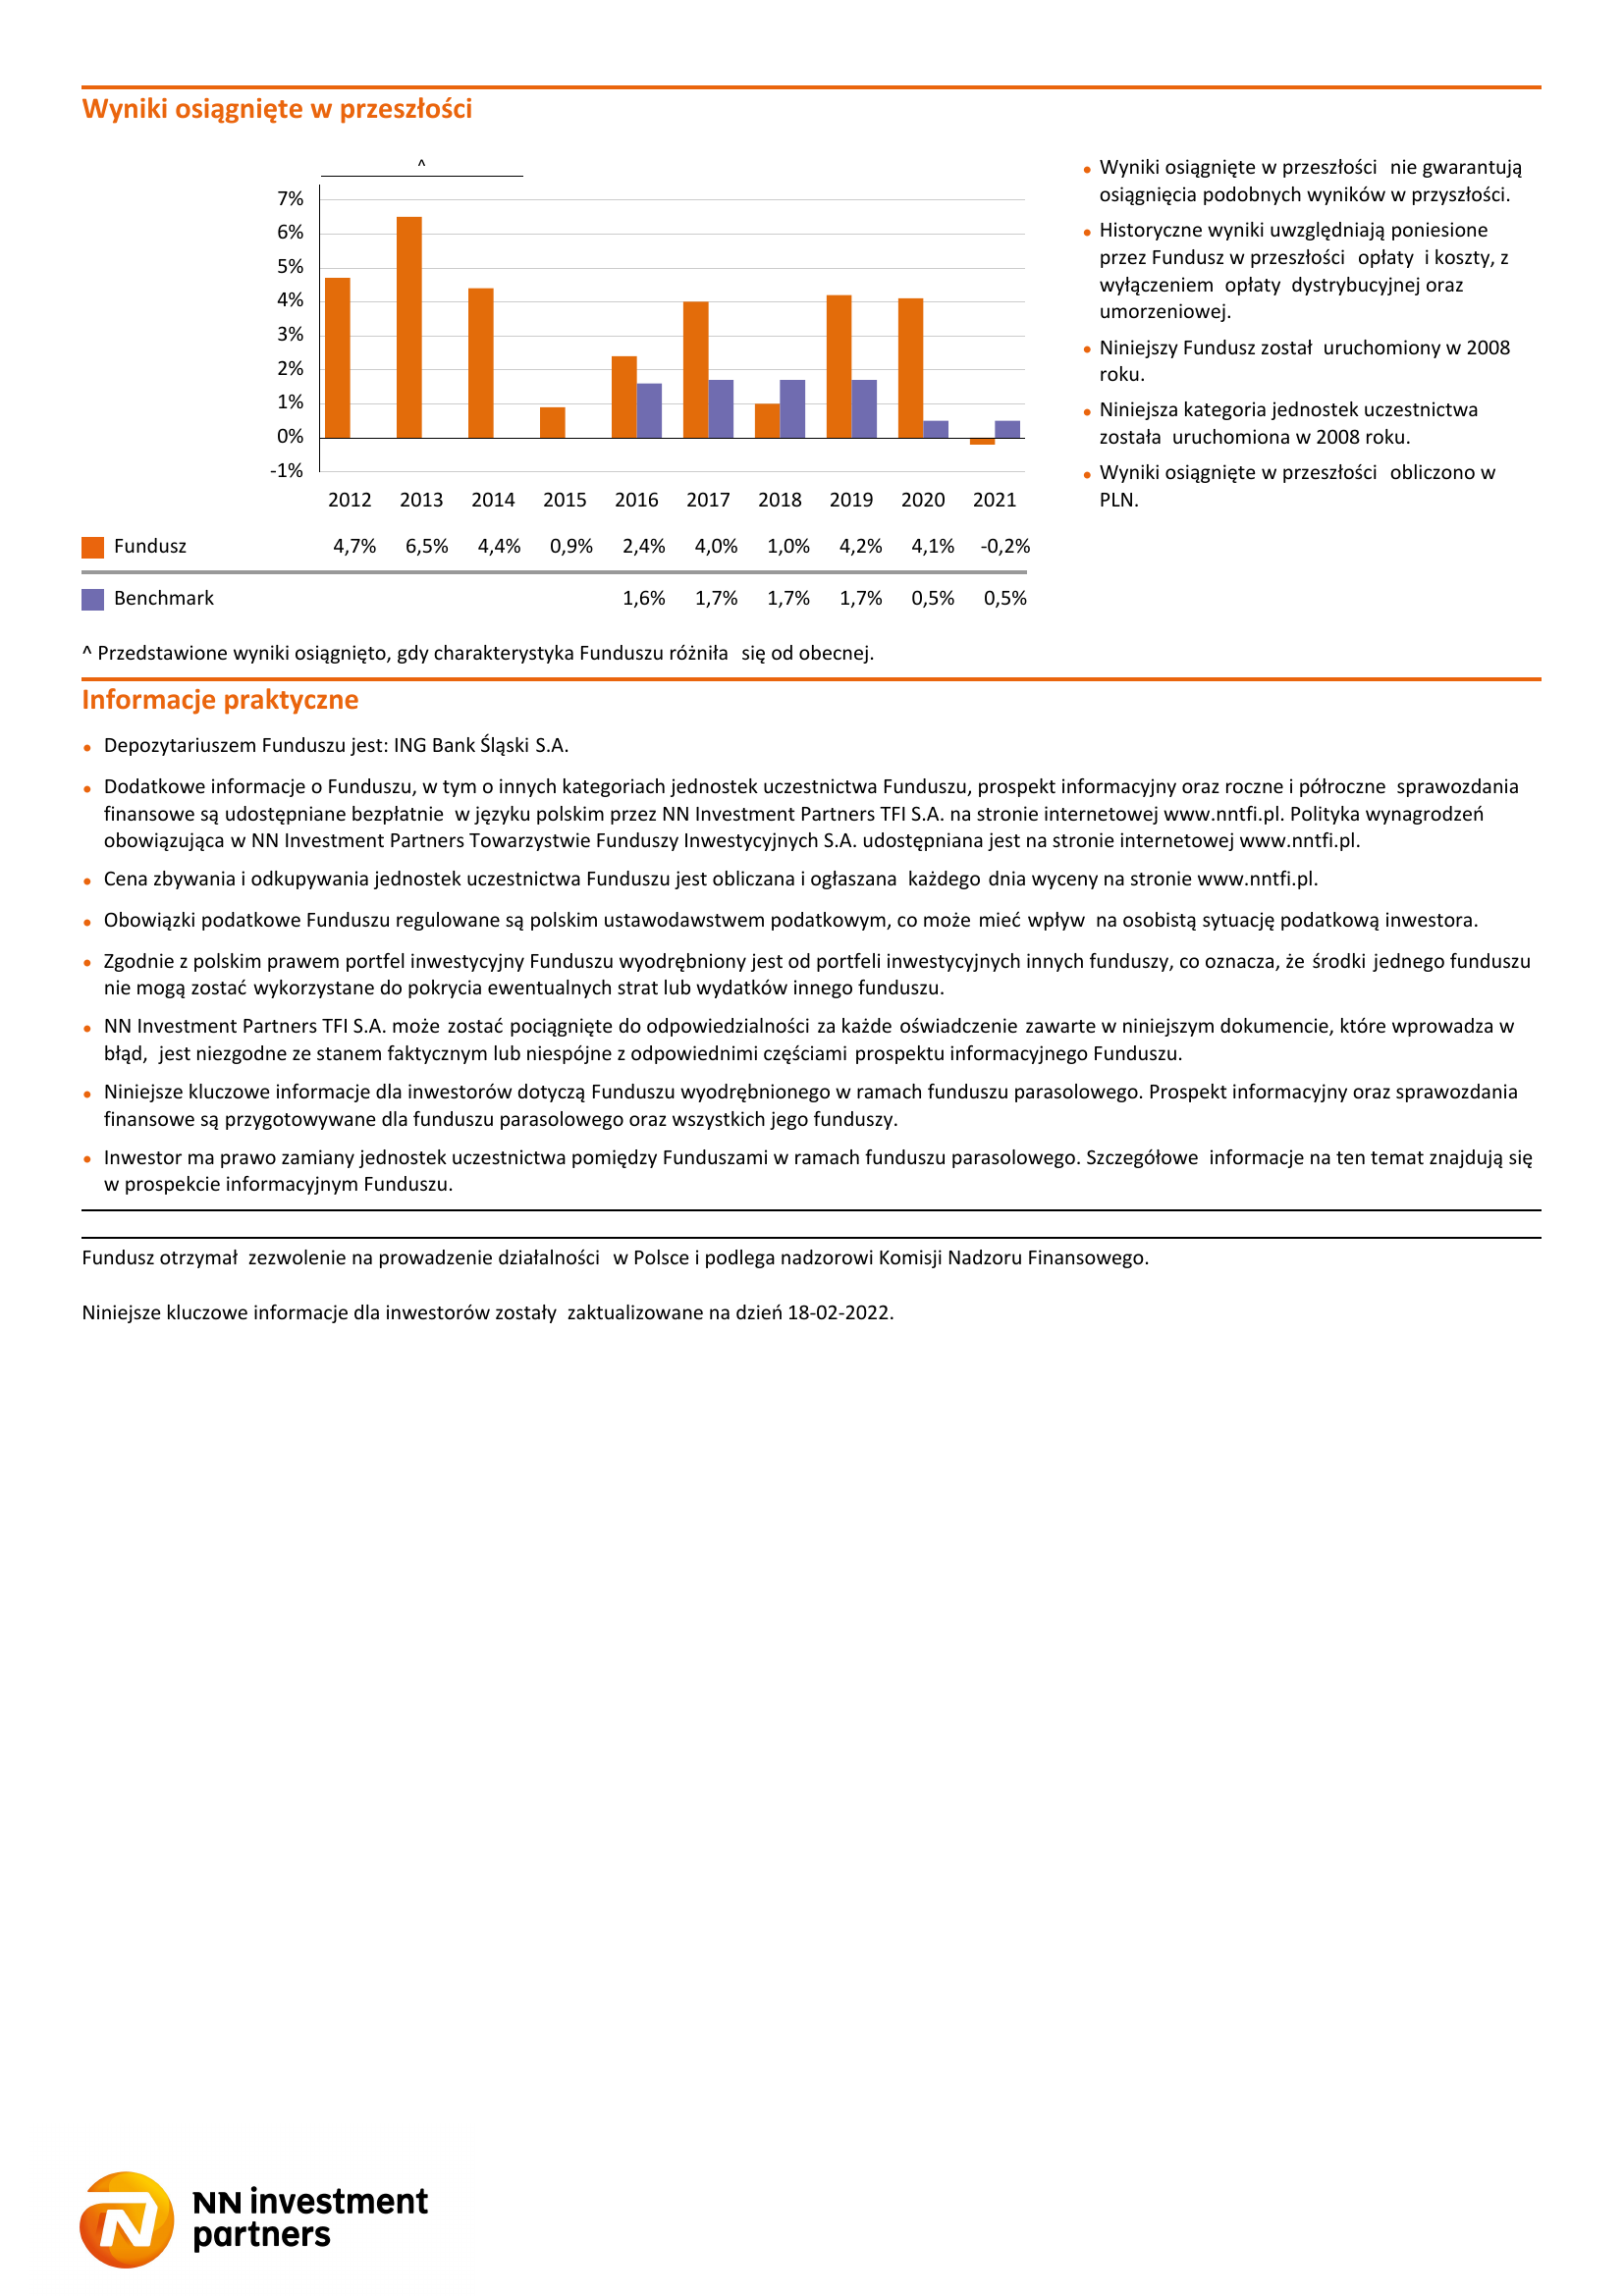 Wyniki osiągnięte w przeszłości
^
7%
6%
5%
4%
3%
2%
1%
0%
-1%
2012 2013 2014 2015 2016 2017 2018 2019 2020 2021
Fundusz 4,7% 6,5% 4,4% 0,9% 2,4% 4,0% 1,0% 4,2% 4,1% -0,2%
Benchmark 1,6% 1,7% 1,7% 1,7% 0,5% 0,5%
• Wyniki osiągnięte w przeszłości nie gwarantują
osiągnięcia podobnych wyników w przyszłości.
• Historyczne wyniki uwzględniają poniesione
przez Fundusz w przeszłości opłaty i koszty, z
wyłączeniem opłaty dystrybucyjnej oraz
umorzeniowej.
• Niniejszy Fundusz został uruchomiony w 2008
roku.
• Niniejsza kategoria jednostek uczestnictwa
została uruchomiona w 2008 roku.
• Wyniki osiągnięte w przeszłości obliczono w
PLN.
^ Przedstawione wyniki osiągnięto, gdy charakterystyka Funduszu różniła się od obecnej.
Informacje praktyczne
• Depozytariuszem Funduszu jest: ING Bank Śląski S.A.
• Dodatkowe informacje o Funduszu, w tym o innych kategoriach jednostek uczestnictwa Funduszu, prospekt informacyjny oraz roczne i półroczne sprawozdania
finansowe są udostępniane bezpłatnie w języku polskim przez NN Investment Partners TFI S.A. na stronie internetowej www.nntfi.pl. Polityka wynagrodzeń
obowiązująca w NN Investment Partners Towarzystwie Funduszy Inwestycyjnych S.A. udostępniana jest na stronie internetowej www.nntfi.pl.
• Cena zbywania i odkupywania jednostek uczestnictwa Funduszu jest obliczana i ogłaszana każdego dnia wyceny na stronie www.nntfi.pl.
• Obowiązki podatkowe Funduszu regulowane są polskim ustawodawstwem podatkowym, co może mieć wpływ na osobistą sytuację podatkową inwestora.
• Zgodnie z polskim prawem portfel inwestycyjny Funduszu wyodrębniony jest od portfeli inwestycyjnych innych funduszy, co oznacza, że środki jednego funduszu
nie mogą zostać wykorzystane do pokrycia ewentualnych strat lub wydatków innego funduszu.
• NN Investment Partners TFI S.A. może zostać pociągnięte do odpowiedzialności za każde oświadczenie zawarte w niniejszym dokumencie, które wprowadza w
błąd, jest niezgodne ze stanem faktycznym lub niespójne z odpowiednimi częściami prospektu informacyjnego Funduszu.
• Niniejsze kluczowe informacje dla inwestorów dotyczą Funduszu wyodrębnionego w ramach funduszu parasolowego. Prospekt informacyjny oraz sprawozdania
finansowe są przygotowywane dla funduszu parasolowego oraz wszystkich jego funduszy.
• Inwestor ma prawo zamiany jednostek uczestnictwa pomiędzy Funduszami w ramach funduszu parasolowego. Szczegółowe informacje na ten temat znajdują się
w prospekcie informacyjnym Funduszu.
Fundusz otrzymał zezwolenie na prowadzenie działalności w Polsce i podlega nadzorowi Komisji Nadzoru Finansowego.
Niniejsze kluczowe informacje dla inwestorów zostały zaktualizowane na dzień 18-02-2022.
NN investment
partners